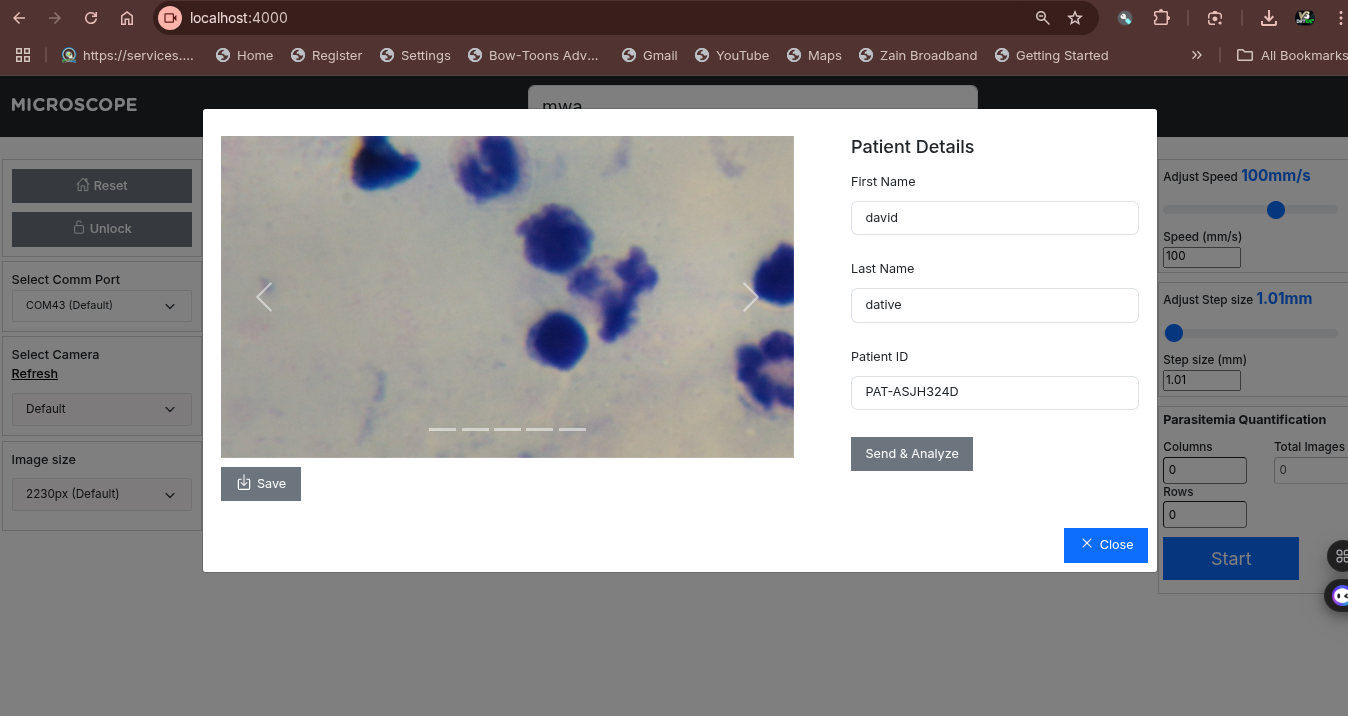 localhost:4000
https://services.... Home Register Settings Bow-Toons Adv... Gmail YouTube Maps Zain Broadband Getting Started » All Bookmarks
MICROSCOPE
mwa
Reset
Unlock
Select Comm Port
COM43 (Default)
Select Camera
Refresh
Default
Image size
2230px (Default)
Save
Patient Details
First Name
david
Last Name
dative
Patient ID
PAT-ASJH324D
Send & Analyze
Close
Adjust Speed 100mm/s
Speed (mm/s)
100
Adjust Step size 1.01mm
Step size (mm)
1.01
Parasitemia Quantification
Columns Total Images
0 0
Rows
0
Start